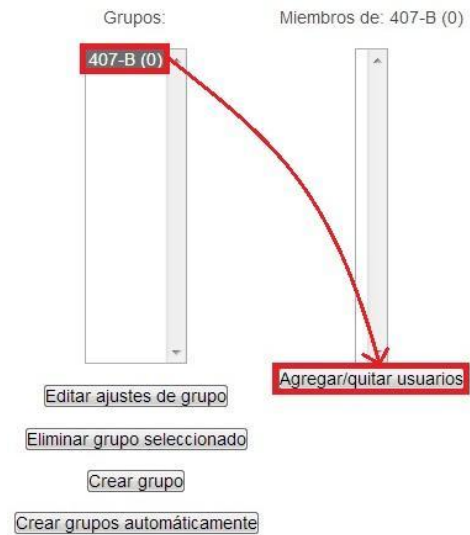 Grupos:
Miembros de: 407-B (0)
407-B (0)
Agregar/quitar usuarios
Editar ajustes de grupo
Eliminar grupo seleccionado
Crear grupo
Crear grupos automáticamente